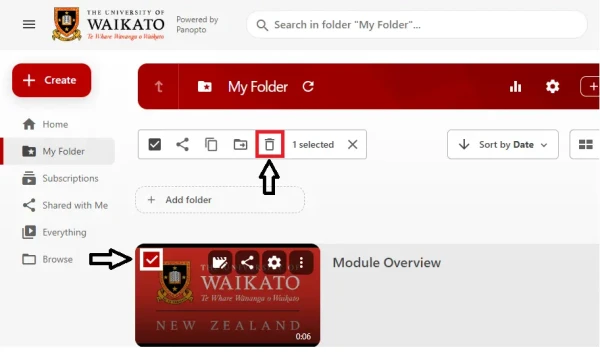 THE UNIVERSITY OF
WAIKATO
Te Whare Wānanga o Waikato
Powered by
Panopto
Search in folder "My Folder"...
Create
My Folder
Home
My Folder
Subscriptions
Shared with Me
Everything
Browse
1 selected
Sort by Date
Add folder
THE UNIVERSITY OF
WAIKATO
Te Whare Wānanga o Waikato
NEW ZEALAND
0:06
Module Overview